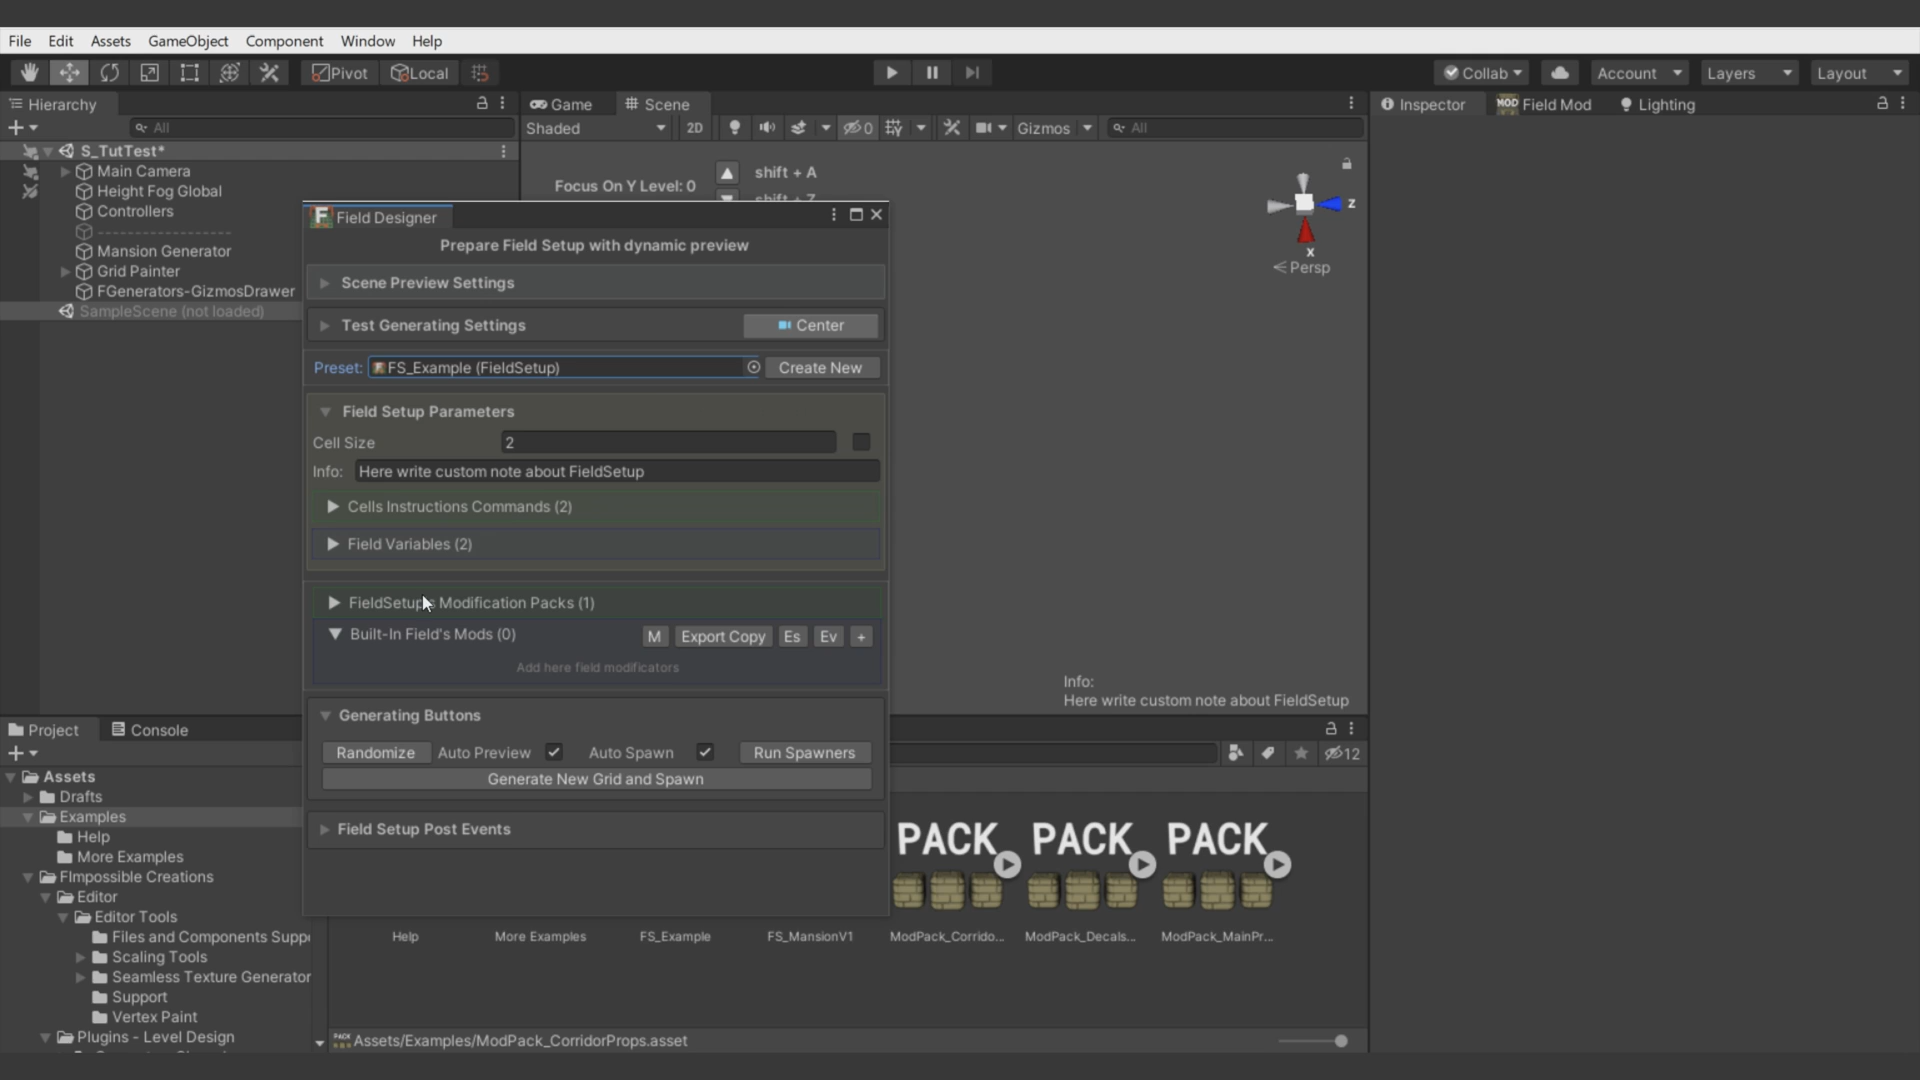 File Edit Assets GameObject Component Window Help
Pivot Local Collab Account Layers Layout
Hierarchy Game Scene Inspector MOD Field Mod Lighting
All Shaded 2D 0 Gizmos All
S_TutTest*
Main Camera
Height Fog Global
Controllers
------------------
Mansion Generator
Grid Painter
FGenerators-GizmosDrawer
SampleScene (not loaded)
Focus On Y Level: 0 shift + A
shift + Z
z
x
Persp
F Field Designer
Prepare Field Setup with dynamic preview
Scene Preview Settings
Test Generating Settings Center
Preset: FS_Example (FieldSetup) Create New
Field Setup Parameters
Cell Size 2
Info: Here write custom note about FieldSetup
Cells Instructions Commands (2)
Field Variables (2)
FieldSetup's Modification Packs (1)
Built-In Field's Mods (0) M Export Copy Es Ev +
Add here field modificators
Generating Buttons
Randomize Auto Preview Auto Spawn Run Spawners
Generate New Grid and Spawn
Field Setup Post Events
Info:
Here write custom note about FieldSetup
Project Console
12
Assets
Drafts
Examples
Help
More Examples
FImpossible Creations
Editor
Editor Tools
Files and Components Suppo
Scaling Tools
Seamless Texture Generator
Support
Vertex Paint
Plugins - Level Design
PACK PACK PACK
Help More Examples FS_Example FS_MansionV1 ModPack_Corrido... ModPack_Decals... ModPack_MainPr...
PACK Assets/Examples/ModPack_CorridorProps.asset